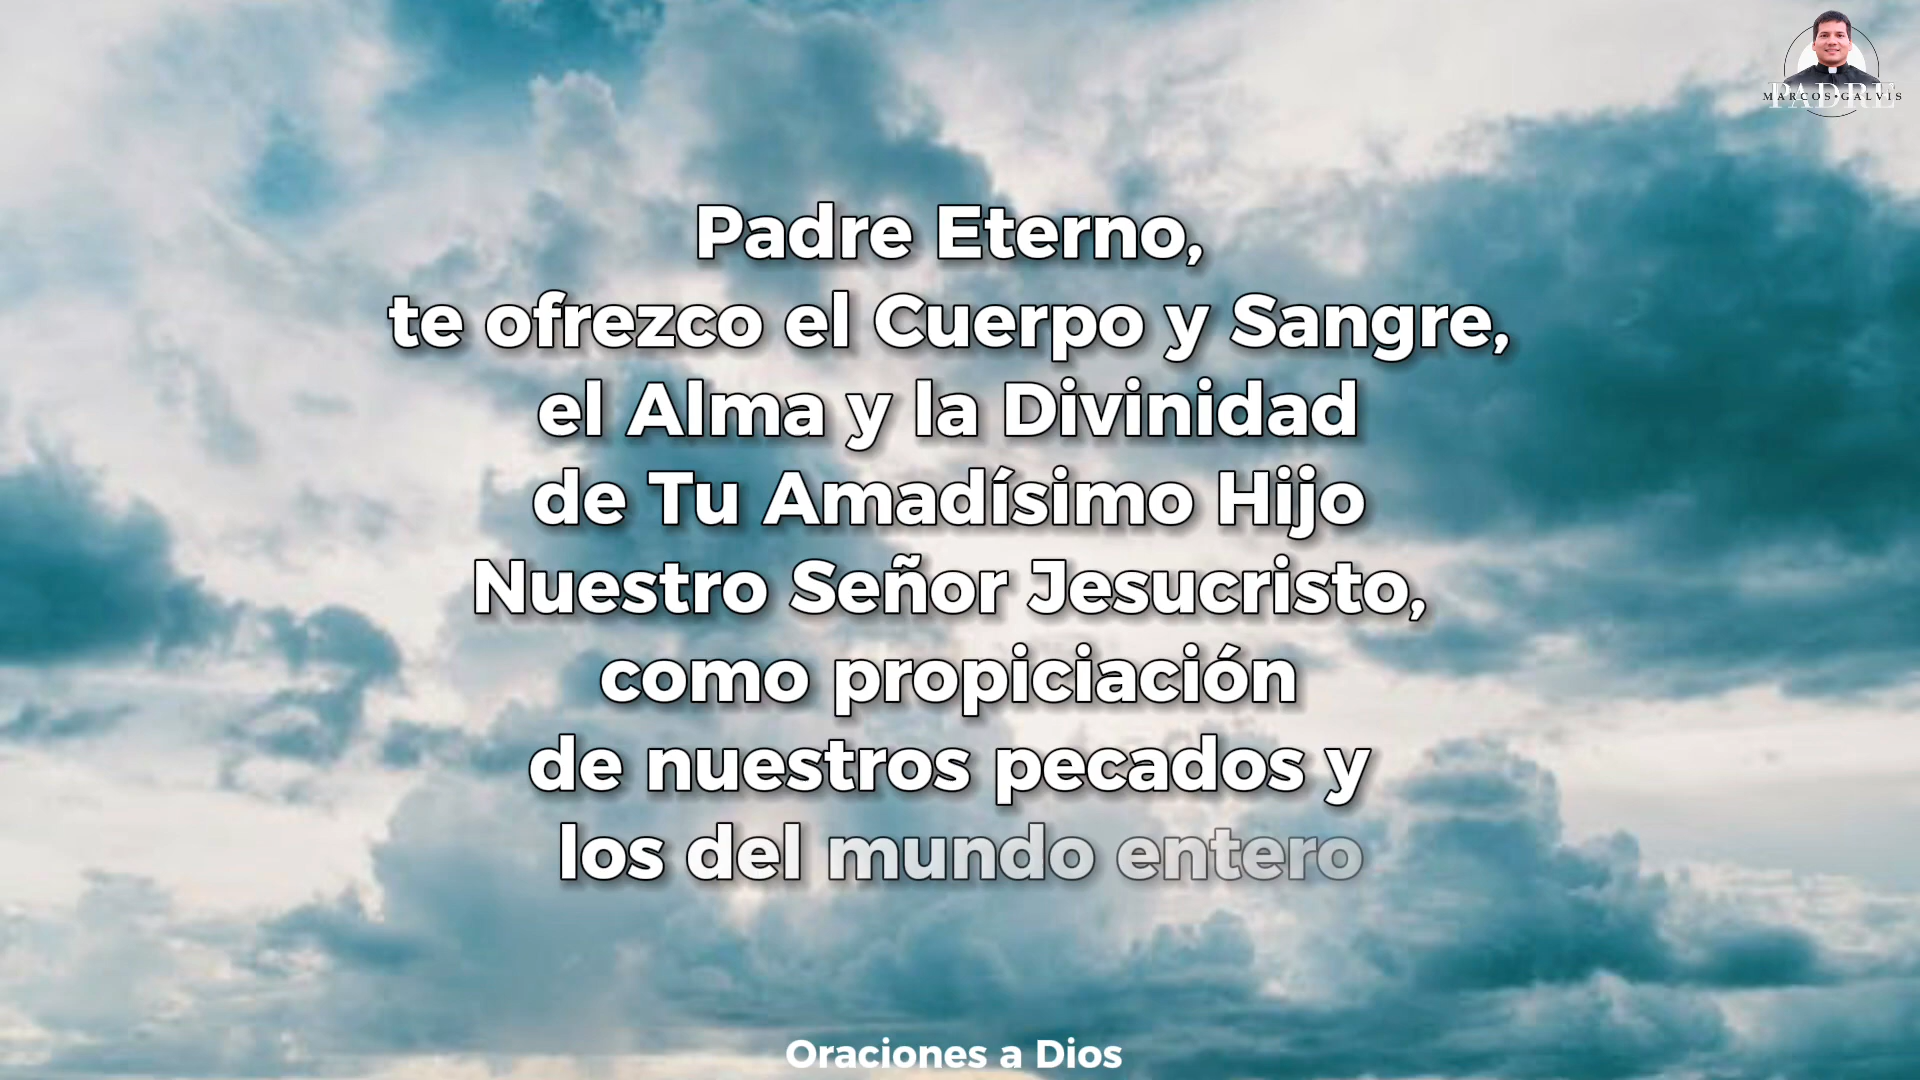 PADRE
MARCOS•GALVIS
Padre Eterno,
te ofrezco el Cuerpo y Sangre,
el Alma y la Divinidad
de Tu Amadísimo Hijo
Nuestro Señor Jesucristo,
como propiciación
de nuestros pecados y
los del mundo entero
Oraciones a Dios